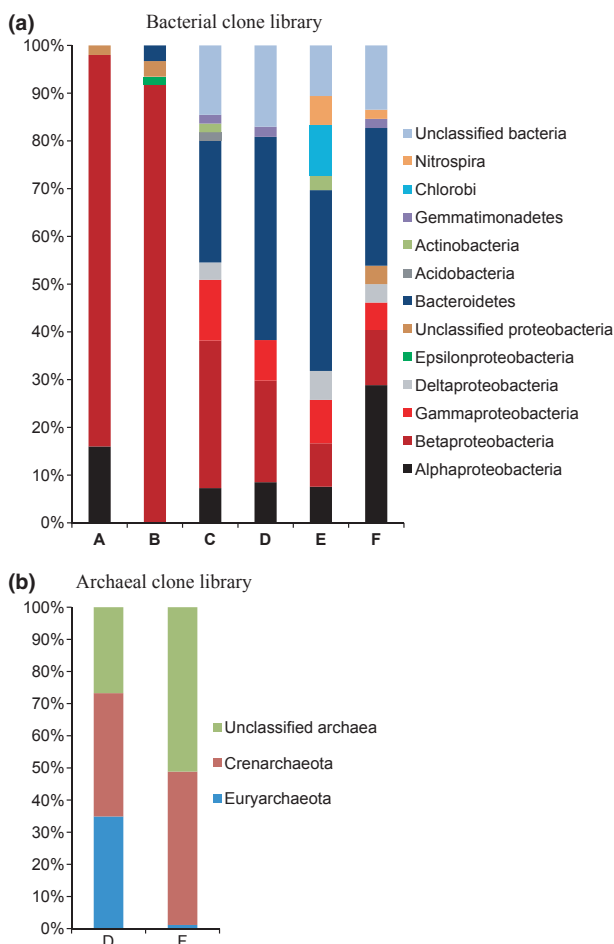 (a) Bacterial clone library
100%
90%
80%
70%
60%
50%
40%
30%
20%
10%
0%
A B C D E F
Unclassified bacteria
Nitrospira
Chlorobi
Gemmatimonadetes
Actinobacteria
Acidobacteria
Bacteroidetes
Unclassified proteobacteria
Epsilonproteobacteria
Deltaproteobacteria
Gammaproteobacteria
Betaproteobacteria
Alphaproteobacteria
(b) Archaeal clone library
100%
90%
80%
70%
60%
50%
40%
30%
20%
10%
0%
D
Unclassified archaea
Crenarchaeota
Euryarchaeota